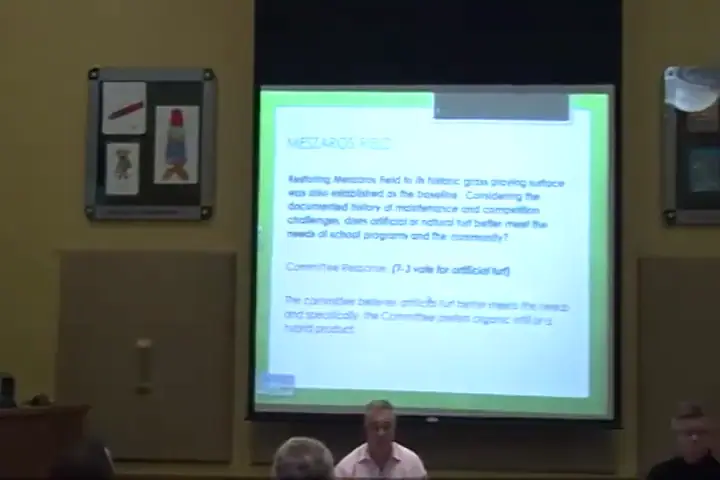 MESZAROS FIELD
Restoring Meszaros Field to its historic grass playing surface
was also established as the baseline. Considering the
documented history of maintenance and competition
challenges, does artificial or natural turf better meet the
needs of school programs and the community?
Committee Response: (7-3 vote for artificial turf)
The committee believes artificial turf better meets the needs
and specifically, the Committee prefers organic infill or a
hybrid product.